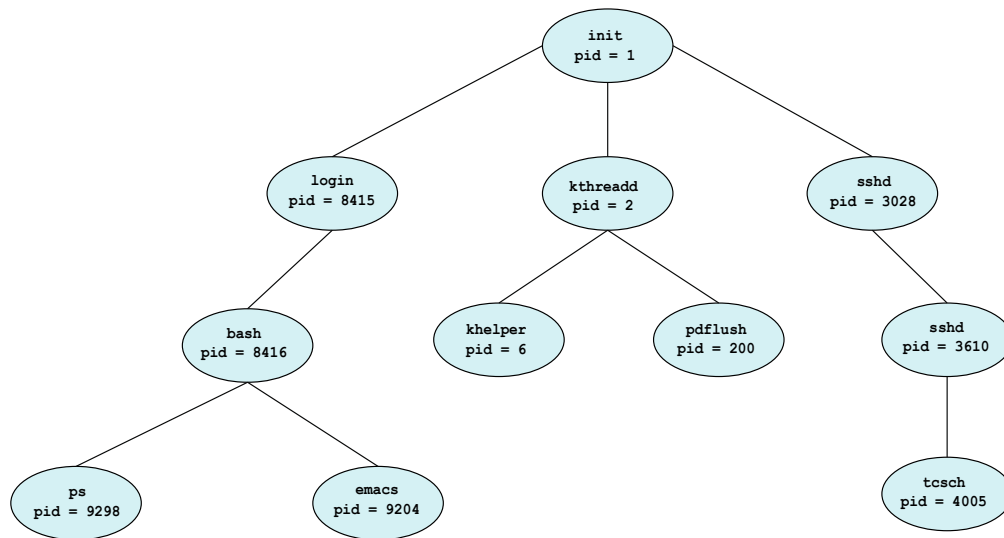 init
pid = 1
login
pid = 8415
kthreadd
pid = 2
sshd
pid = 3028
bash
pid = 8416
khelper
pid = 6
pdflush
pid = 200
sshd
pid = 3610
ps
pid = 9298
emacs
pid = 9204
tcsch
pid = 4005